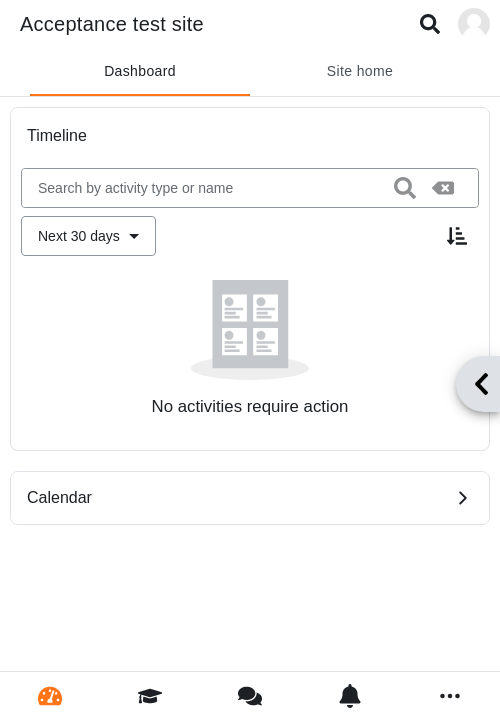 Acceptance test site
Dashboard
Site home
Timeline
Search by activity type or name
Next 30 days
No activities require action
Calendar